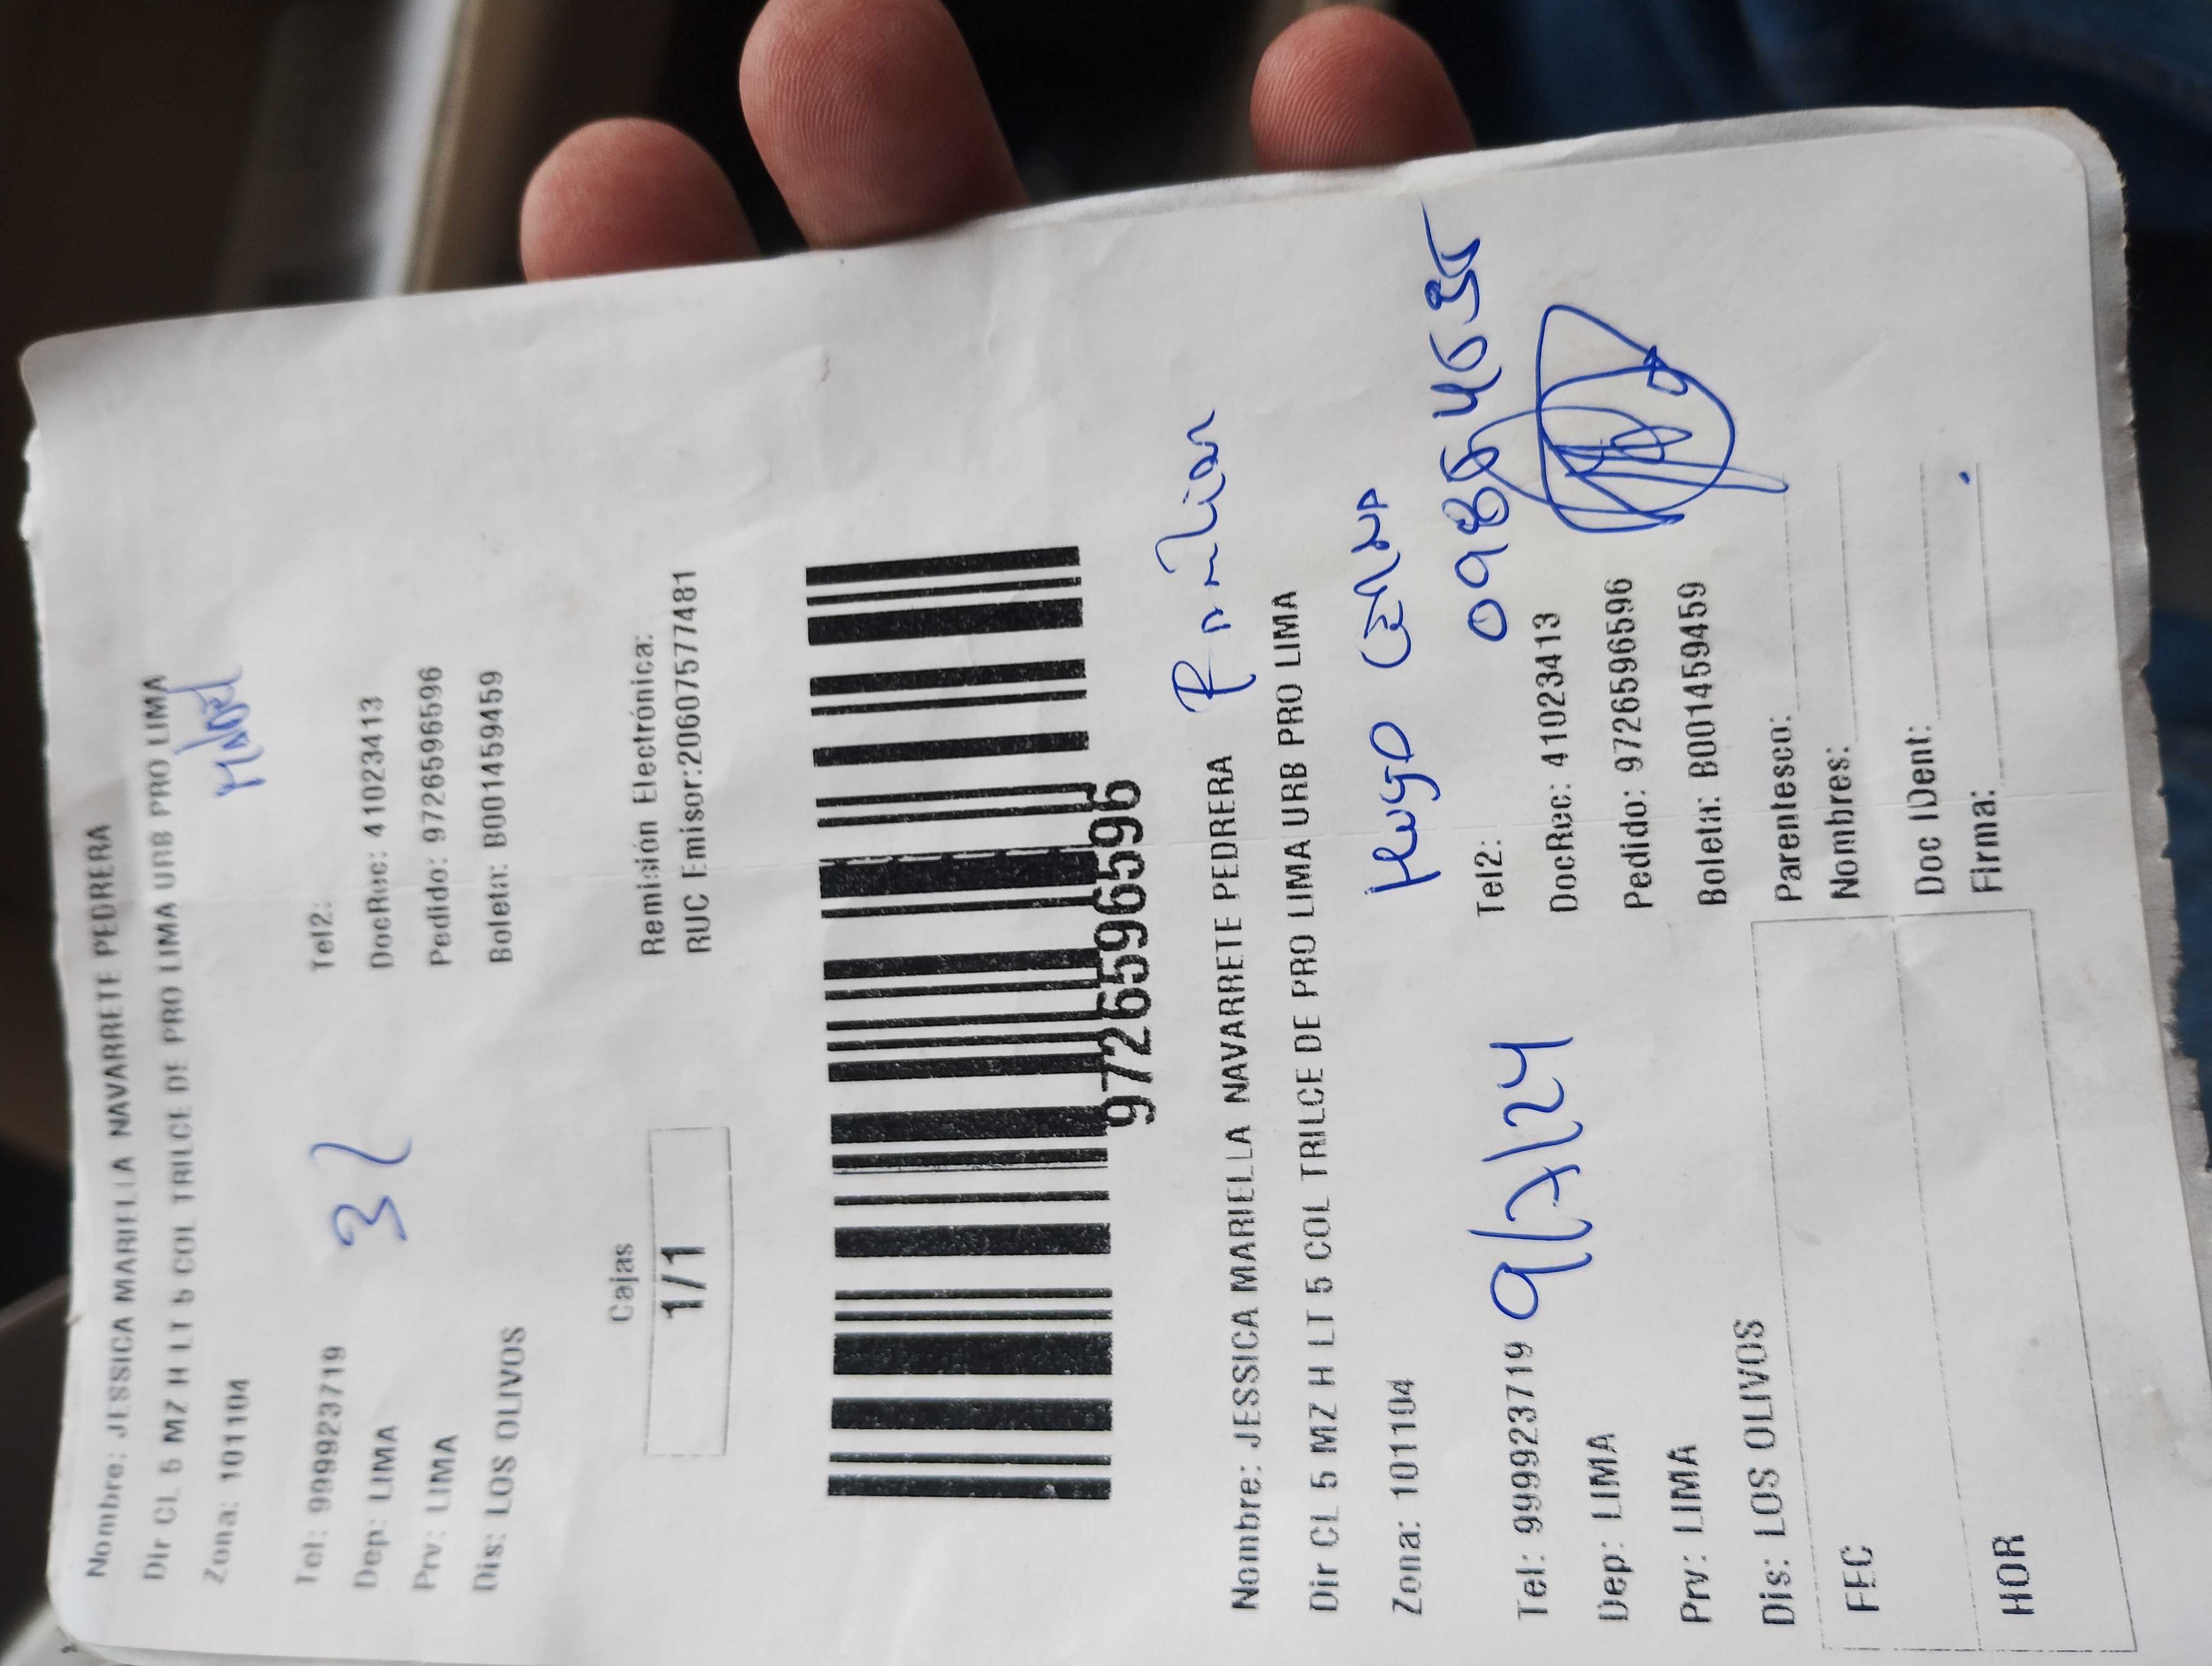 Nombre: JESSICA MARIELLA NAVARRETE PEDRERA
Dir CL 5 MZ H LT 5 COL TRILCE DE PRO LIMA URB PRO LIMA
Zona: 101104
Tel: 999923719
Tel2:
32
Dep: LIMA
DocRec: 41023413
Prv: LIMA
Pedido: 9726596596
Dis: LOS OLIVOS
Boleta: B001459459
Cajas
1/1
Remisión Electrónica:
RUC Emisor:20607577481
9726596596
Nombre: JESSICA MARIELLA NAVARRETE PEDRERA
Dir CL 5 MZ H LT 5 COL TRILCE DE PRO LIMA URB PRO LIMA
Hugo
Zona: 101104
Tel: 999923719
9/7/24
Tel2:
Dep: LIMA
DocRec: 41023413
Prv: LIMA
Pedido: 9726596596
Dis: LOS OLIVOS
Boleta: B001459459
FEC
HOR
Parentesco:
Nombres:
Doc IDent:
Firma: